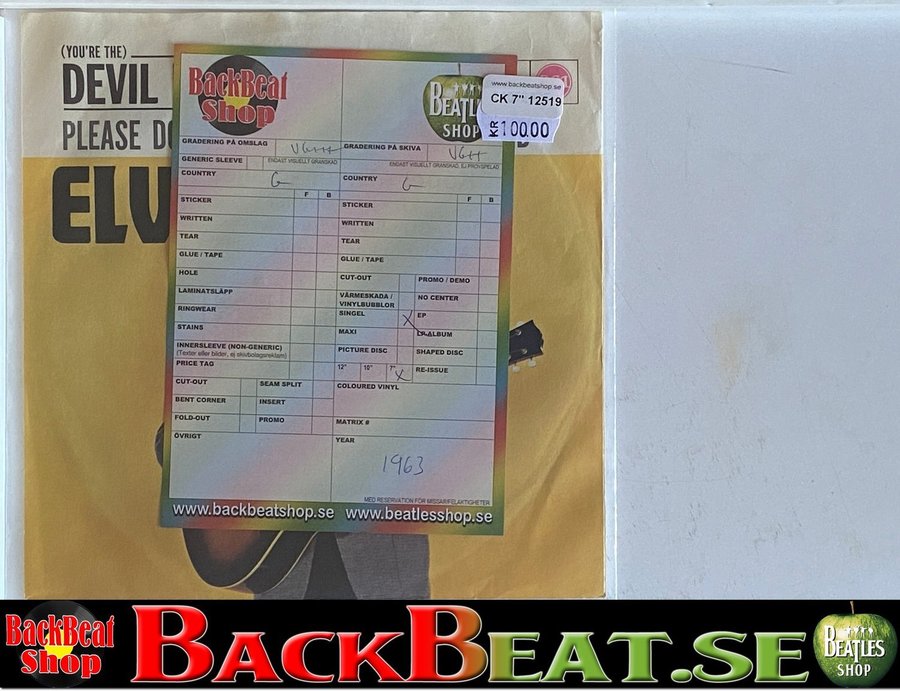 (YOU'RE THE)
DEVIL
PLEASE
ELV
BackBeat
Shop
BEATLES
SHOP
www.backbeatshop.se
CK 7" 12519
KR 100.00
GRADERING PÅ OMSLAG VG++
GENERIC SLEEVE ENDAST VISUELLT GRANSKAD
COUNTRY G
F B
STICKER
WRITTEN
TEAR
GLUE / TAPE
HOLE
LAMINATSLÄPP
RINGWEAR
STAINS
INNERSLEEVE (NON-GENERIC)
(Texter eller bilder, ej skivbolagsreklam)
PRICE TAG
CUT-OUT SEAM SPLIT
BENT CORNER INSERT
FOLD-OUT PROMO
ÖVRIGT
GRADERING PÅ SKIVA VG++
ENDAST VISUELLT GRANSKAD, EJ PROVSPELAD
COUNTRY G
F B
STICKER
WRITTEN
TEAR
GLUE / TAPE
CUT-OUT PROMO / DEMO
VÄRMESKADA / NO CENTER
VINYLBUBBLOR
SINGEL X EP
MAXI LP-ALBUM
PICTURE DISC SHAPED DISC
12" 10" 7" X RE-ISSUE
COLOURED VINYL
MATRIX #
YEAR
1963
MED RESERVATION FÖR MISSAR/FELAKTIGHETER
www.backbeatshop.se www.beatlesshop.se
BackBeat
Shop
BACKBEAT.SE
BEATLES
SHOP